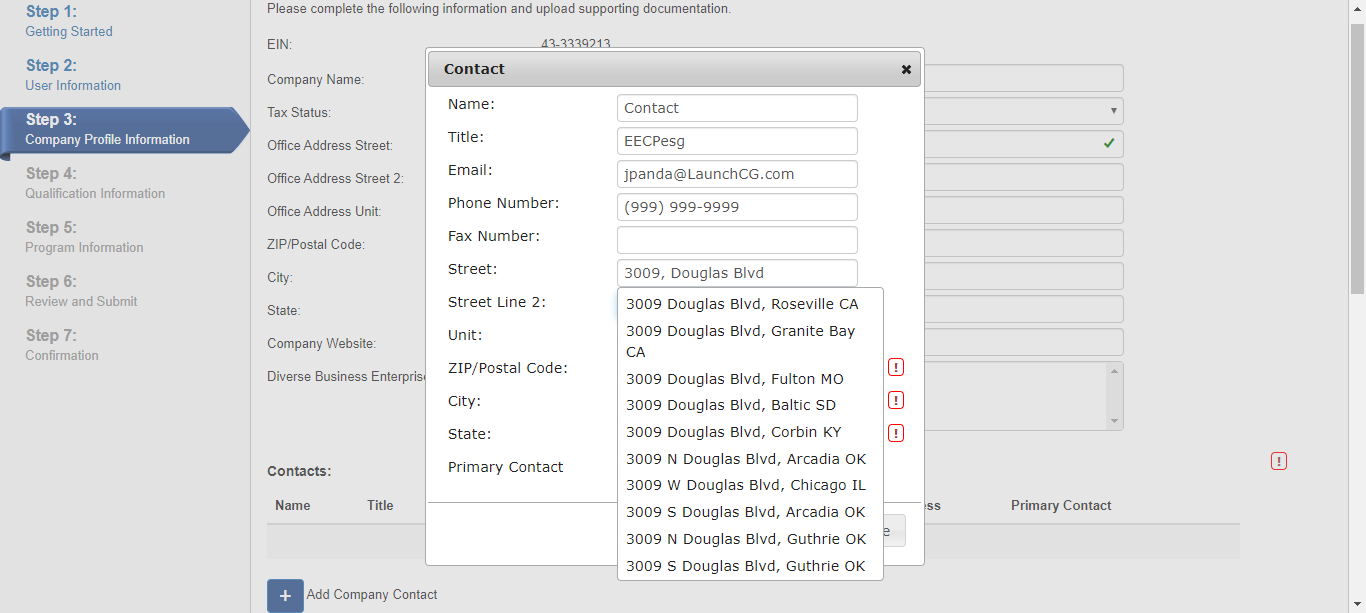 Step 1:
Getting Started
Step 2:
User Information
Step 3:
Company Profile Information
Step 4:
Qualification Information
Step 5:
Program Information
Step 6:
Review and Submit
Step 7:
Confirmation
Please complete the following information and upload supporting documentation.
EIN:
43-3339213
Company Name:
Tax Status:
Office Address Street:
Office Address Street 2:
Office Address Unit:
ZIP/Postal Code:
City:
State:
Company Website:
Diverse Business Enterprise
Contact
Name:
Contact
Title:
EECPesg
Email:
jpanda@LaunchCG.com
Phone Number:
(999) 999-9999
Fax Number:
Street:
3009, Douglas Blvd
Street Line 2:
Unit:
ZIP/Postal Code:
City:
State:
Primary Contact
3009 Douglas Blvd, Roseville CA
3009 Douglas Blvd, Granite Bay
CA
3009 Douglas Blvd, Fulton MO
3009 Douglas Blvd, Baltic SD
3009 Douglas Blvd, Corbin KY
3009 N Douglas Blvd, Arcadia OK
3009 W Douglas Blvd, Chicago IL
3009 S Douglas Blvd, Arcadia OK
3009 N Douglas Blvd, Guthrie OK
3009 S Douglas Blvd, Guthrie OK
Contacts:
Name Title Primary Contact
+ Add Company Contact